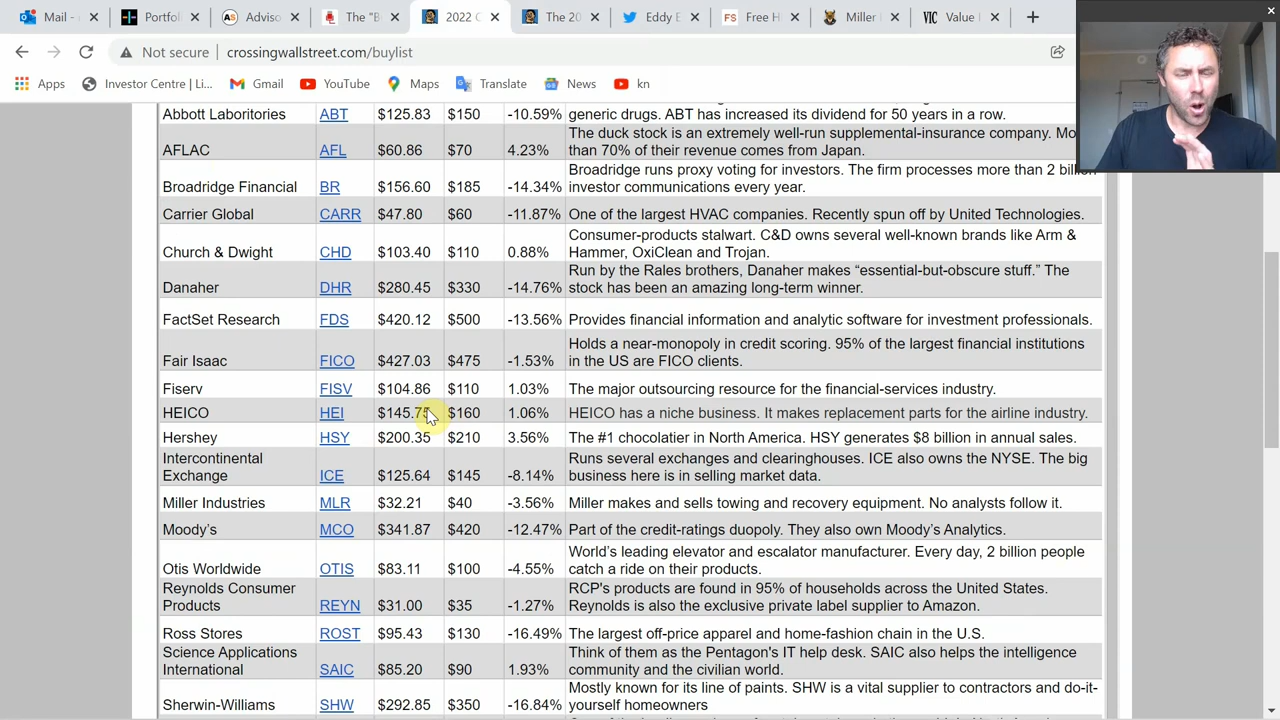 Mail -
Portfol
Adviso
The "B
2022 C
The 20
Eddy E
Free H
Miller I
VIC Value I
Not secure crossingwallstreet.com/buylist
Apps Investor Centre | Li... Gmail YouTube Maps Translate News kn
Abbott Laboritories ABT $125.83 $150 -10.59% generic drugs. ABT has increased its dividend for 50 years in a row.
The duck stock is an extremely well-run supplemental-insurance company. Mo
AFLAC AFL $60.86 $70 4.23% than 70% of their revenue comes from Japan.
Broadridge runs proxy voting for investors. The firm processes more than 2 billion
Broadridge Financial BR $156.60 $185 -14.34% investor communications every year.
Carrier Global CARR $47.80 $60 -11.87% One of the largest HVAC companies. Recently spun off by United Technologies.
Consumer-products stalwart. C&D owns several well-known brands like Arm &
Church & Dwight CHD $103.40 $110 0.88% Hammer, OxiClean and Trojan.
Run by the Rales brothers, Danaher makes “essential-but-obscure stuff.” The
Danaher DHR $280.45 $330 -14.76% stock has been an amazing long-term winner.
FactSet Research FDS $420.12 $500 -13.56% Provides financial information and analytic software for investment professionals.
Holds a near-monopoly in credit scoring. 95% of the largest financial institutions
Fair Isaac FICO $427.03 $475 -1.53% in the US are FICO clients.
Fiserv FISV $104.86 $110 1.03% The major outsourcing resource for the financial-services industry.
HEICO HEI $145.75 $160 1.06% HEICO has a niche business. It makes replacement parts for the airline industry.
Hershey HSY $200.35 $210 3.56% The #1 chocolatier in North America. HSY generates $8 billion in annual sales.
Intercontinental Runs several exchanges and clearinghouses. ICE also owns the NYSE. The big
Exchange ICE $125.64 $145 -8.14% business here is in selling market data.
Miller Industries MLR $32.21 $40 -3.56% Miller makes and sells towing and recovery equipment. No analysts follow it.
Moody’s MCO $341.87 $420 -12.47% Part of the credit-ratings duopoly. They also own Moody’s Analytics.
World’s leading elevator and escalator manufacturer. Every day, 2 billion people
Otis Worldwide OTIS $83.11 $100 -4.55% catch a ride on their products.
Reynolds Consumer RCP's products are found in 95% of households across the United States.
Products REYN $31.00 $35 -1.27% Reynolds is also the exclusive private label supplier to Amazon.
Ross Stores ROST $95.43 $130 -16.49% The largest off-price apparel and home-fashion chain in the U.S.
Science Applications Think of them as the Pentagon's IT help desk. SAIC also helps the intelligence
International SAIC $85.20 $90 1.93% community and the civilian world.
Mostly known for its line of paints. SHW is a vital supplier to contractors and do-it-
Sherwin-Williams SHW $292.85 $350 -16.84% yourself homeowners